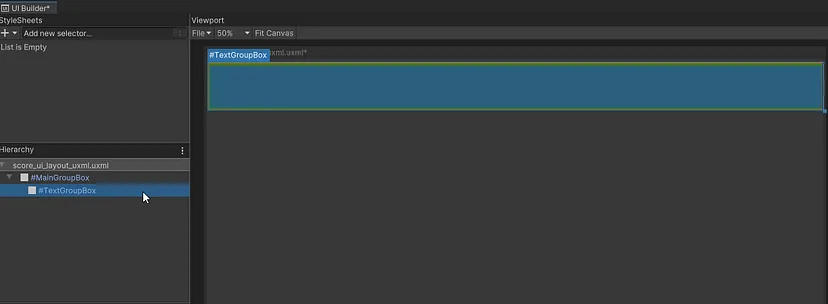 UI Builder*
StyleSheets
Viewport
Add new selector...
File 50% Fit Canvas
List is Empty
#TextGroupBox uxml.uxml*
Hierarchy
score_ui_layout_uxml.uxml
#MainGroupBox
#TextGroupBox